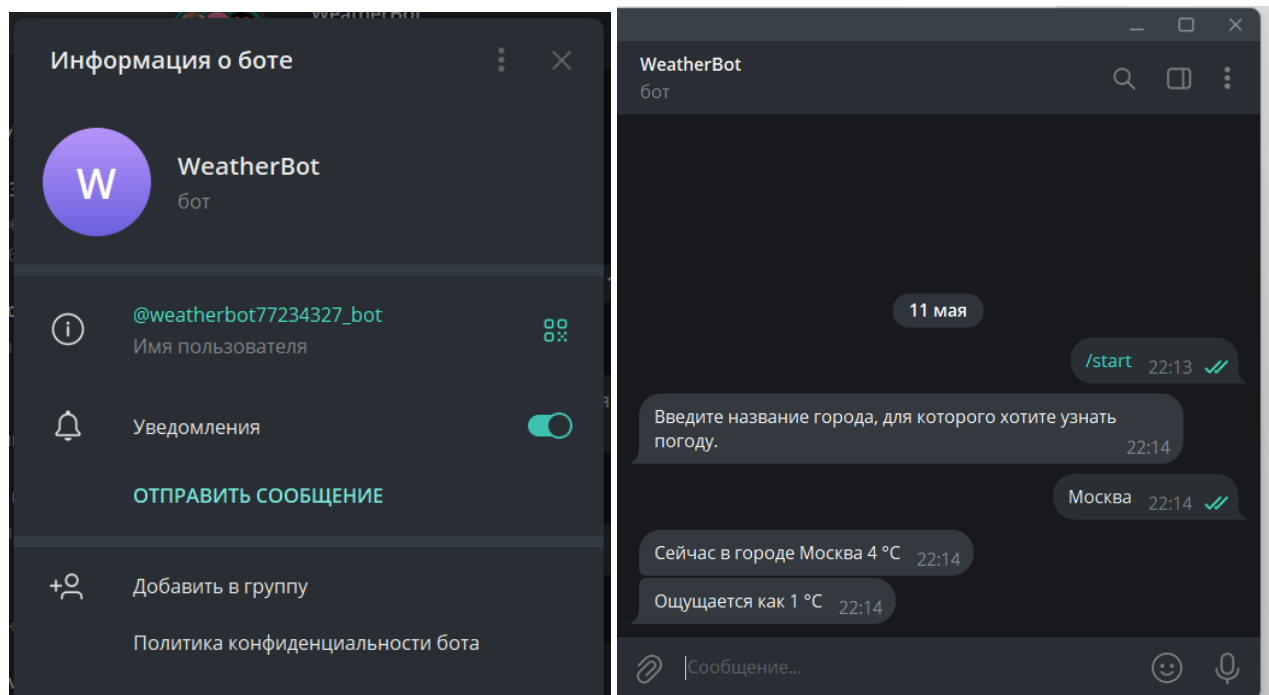 WeatherBot
Информация о боте
W
WeatherBot
бот
@weatherbot77234327_bot
Имя пользователя
Уведомления
ОТПРАВИТЬ СООБЩЕНИЕ
Добавить в группу
Политика конфиденциальности бота
WeatherBot
бот
11 мая
/start 22:13
Введите название города, для которого хотите узнать
погоду. 22:14
Москва 22:14
Сейчас в городе Москва 4 °C 22:14
Ощущается как 1 °C 22:14
Сообщение...